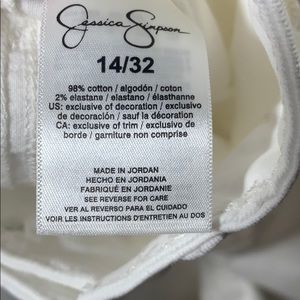 Jessica Simpson
14/32
98% cotton / algodón / coton
2% elastane / elastano / élasthanne
US: exclusive of decoration / exclusivo
de decoración / sauf la décoration
CA: exclusive of trim / exclusivo de
borde / garniture non comprise
MADE IN JORDAN
HECHO EN JORDANIA
FABRIQUÉ EN JORDANIE
SEE REVERSE FOR CARE
VER AL REVERSO PARA EL CUIDADO
VOIR LES INSTRUCTIONS D'ENTRETIEN AU DOS